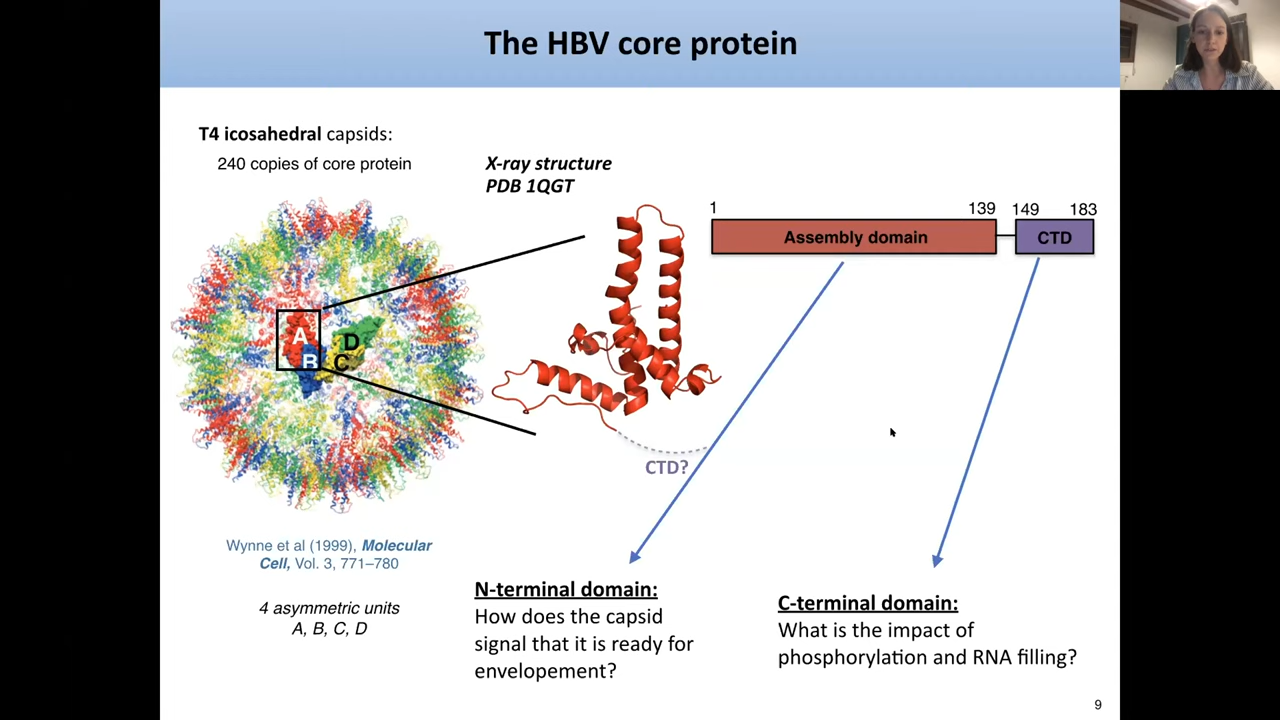 The HBV core protein
T4 icosahedral capsids:
240 copies of core protein
X-ray structure
PDB 1QGT
1
139
149
183
Assembly domain
CTD
A
B
C
D
CTD?
Wynne et al (1999), Molecular
Cell, Vol. 3, 771–780
4 asymmetric units
A, B, C, D
N-terminal domain:
How does the capsid
signal that it is ready for
envelopement?
C-terminal domain:
What is the impact of
phosphorylation and RNA filling?
9